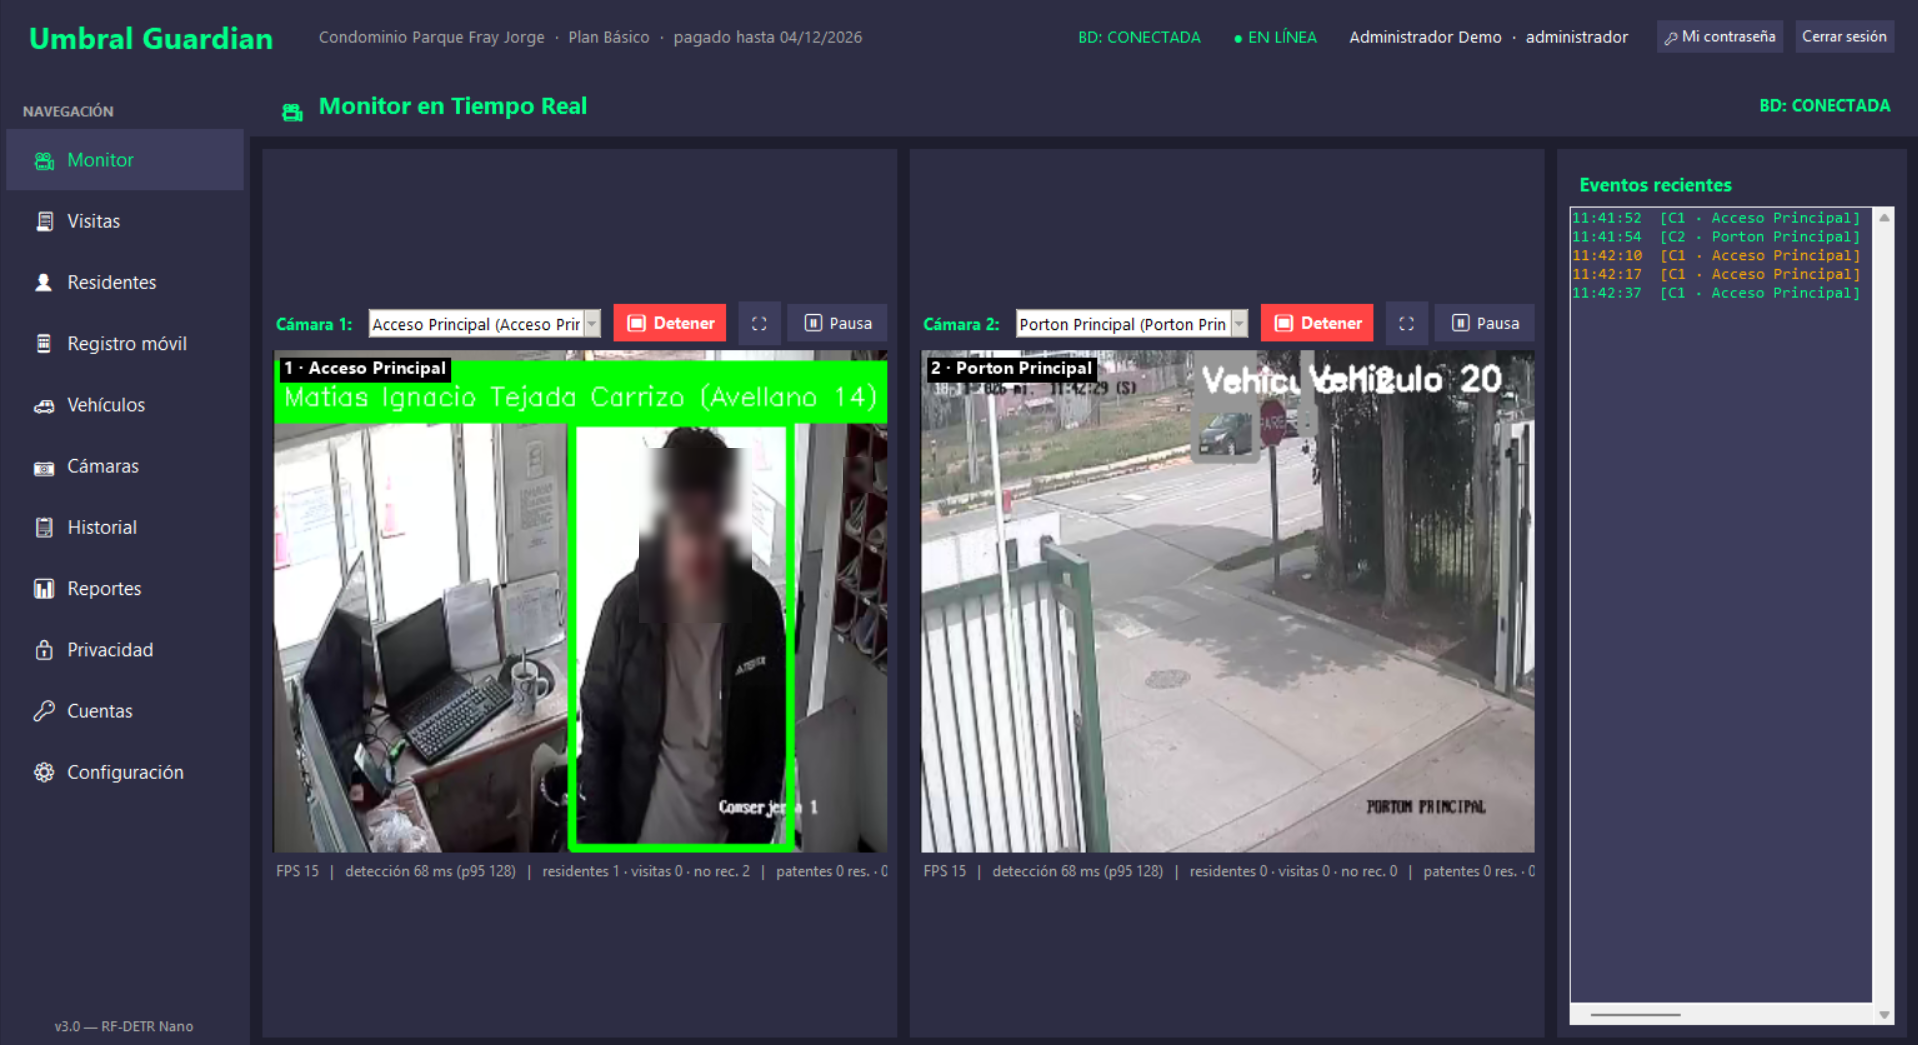 Umbral Guardian
Condominio Parque Fray Jorge · Plan Básico · pagado hasta 04/12/2026
BD: CONECTADA
● EN LÍNEA
Administrador Demo · administrador
Mi contraseña
Cerrar sesión
NAVEGACIÓN
Monitor
Visitas
Residentes
Registro móvil
Vehículos
Cámaras
Historial
Reportes
Privacidad
Cuentas
Configuración
v3.0 — RF-DETR Nano
Monitor en Tiempo Real
BD: CONECTADA
Cámara 1:
Acceso Principal (Acceso Prir
Detener
Pausa
1 · Acceso Principal
Matias Ignacio Tejada Carrizo (Avellano 14)
1
FPS 15 | detección 68 ms (p95 128) | residentes 1 · visitas 0 · no rec. 2 | patentes 0 res. · 0
Cámara 2:
Porton Principal (Porton Prin
Detener
Pausa
2 · Porton Principal
11:42:29 (S)
Vehículo 20
PARE
PORTON PRINCIPAL
FPS 15 | detección 68 ms (p95 128) | residentes 0 · visitas 0 · no rec. 0 | patentes 0 res. · 0
Eventos recientes
11:41:52 [C1 · Acceso Principal]
11:41:54 [C2 · Porton Principal]
11:42:10 [C1 · Acceso Principal]
11:42:17 [C1 · Acceso Principal]
11:42:37 [C1 · Acceso Principal]